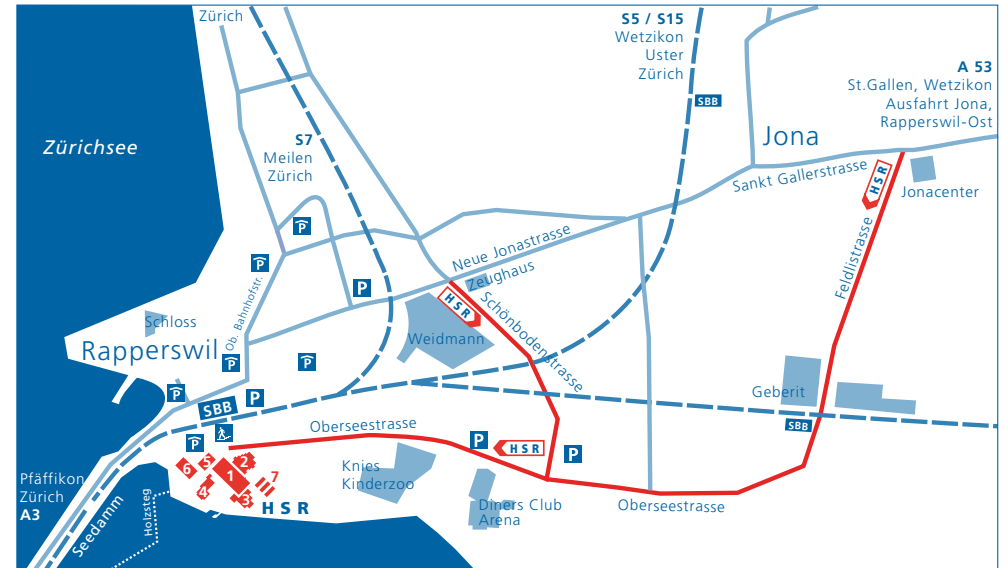 Zürich
S5 / S15
Wetzikon
Uster
Zürich
SBB
A 53
St.Gallen, Wetzikon
Ausfahrt Jona,
Rapperswil-Ost
Zürichsee
S7
Meilen
Zürich
Jona
Sankt Gallerstrasse
HSR
Jonacenter
P
P
P
Neue Jonastrasse
Zeughaus
HSR
Schönbodenstrasse
Feldlistrasse
Ob. Bahnhofstr.
Schloss
Rapperswil
Weidmann
P
P
P
P
SBB
Geberit
SBB
Oberseestrasse
P
P
HSR
P
Knies
Kinderzoo
Diners Club
Arena
Oberseestrasse
Pfäffikon
Zürich
A3
Seedamm
Holzsteg
1
2
3
4
5
6
7
HSR